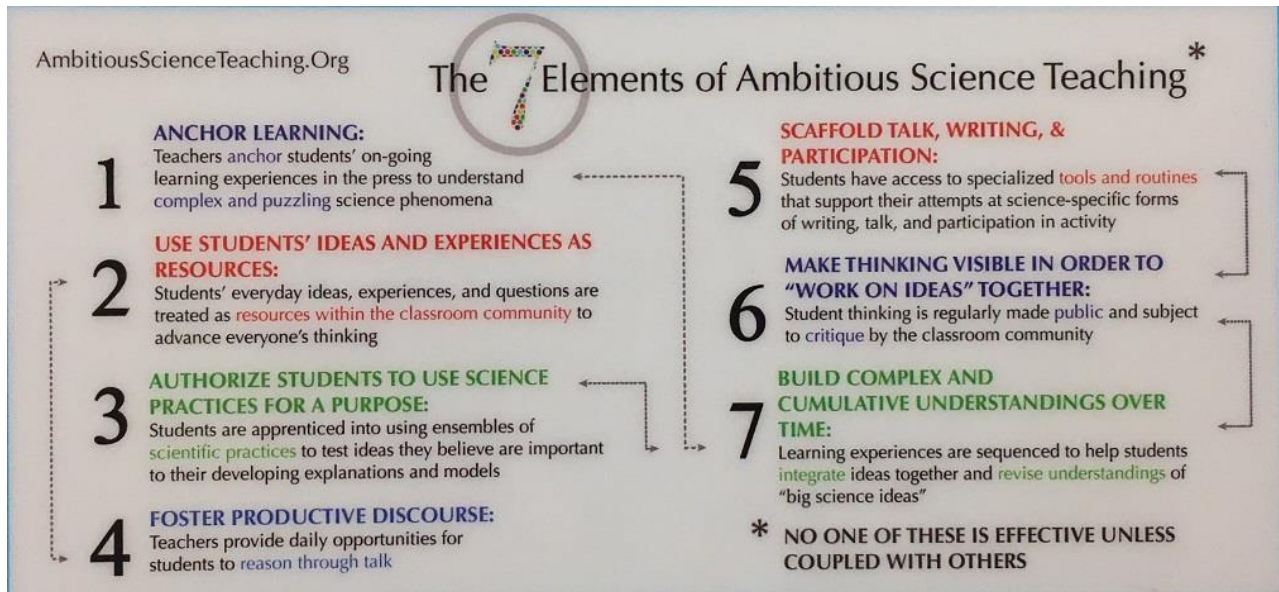 AmbitiousScienceTeaching.Org
The 7 Elements of Ambitious Science Teaching*
1
ANCHOR LEARNING:
Teachers anchor students' on-going
learning experiences in the press to understand
complex and puzzling science phenomena
2
USE STUDENTS' IDEAS AND EXPERIENCES AS
RESOURCES:
Students' everyday ideas, experiences, and questions are
treated as resources within the classroom community to
advance everyone's thinking
3
AUTHORIZE STUDENTS TO USE SCIENCE
PRACTICES FOR A PURPOSE:
Students are apprenticed into using ensembles of
scientific practices to test ideas they believe are important
to their developing explanations and models
4
FOSTER PRODUCTIVE DISCOURSE:
Teachers provide daily opportunities for
students to reason through talk
5
SCAFFOLD TALK, WRITING, &
PARTICIPATION:
Students have access to specialized tools and routines
that support their attempts at science-specific forms
of writing, talk, and participation in activity
6
MAKE THINKING VISIBLE IN ORDER TO
"WORK ON IDEAS" TOGETHER:
Student thinking is regularly made public and subject
to critique by the classroom community
7
BUILD COMPLEX AND
CUMULATIVE UNDERSTANDINGS OVER
TIME:
Learning experiences are sequenced to help students
integrate ideas together and revise understandings of
"big science ideas"
* NO ONE OF THESE IS EFFECTIVE UNLESS
COUPLED WITH OTHERS